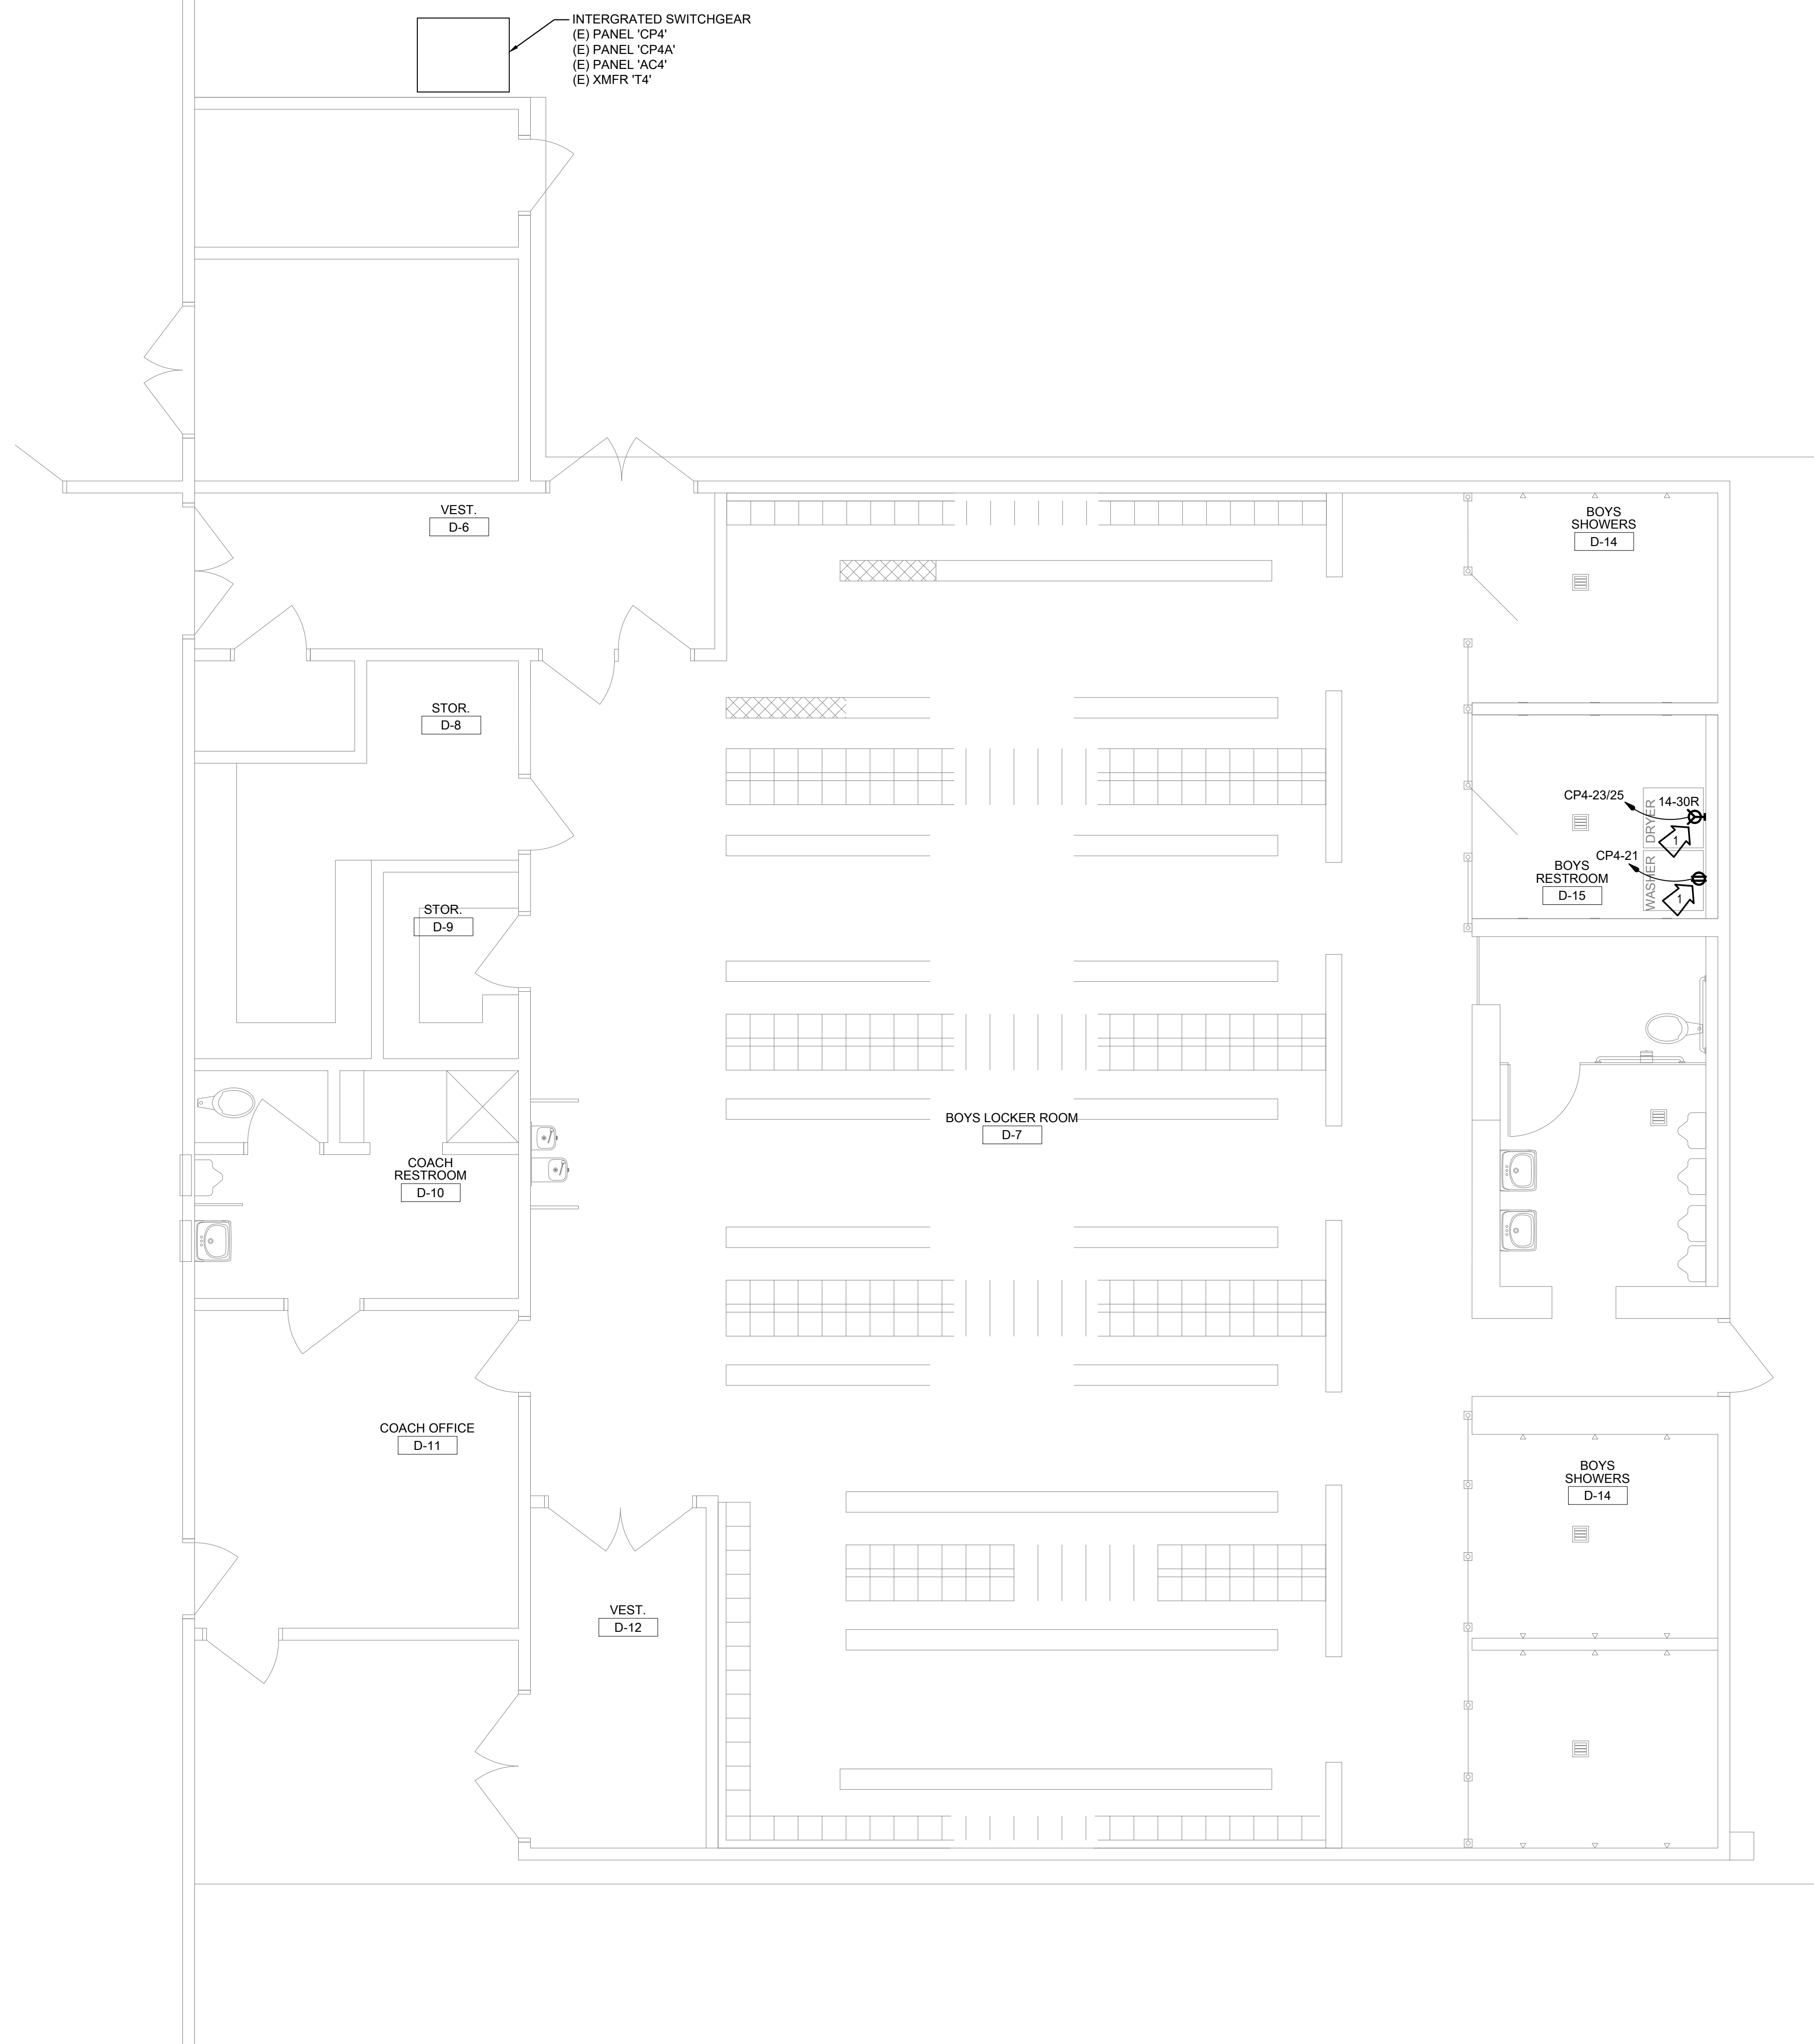 INTERGRATED SWITCHGEAR
(E) PANEL 'CP4'
(E) PANEL 'CP4A'
(E) PANEL 'AC4'
(E) XMFR 'T4'
VEST.
D-6
BOYS
SHOWERS
D-14
STOR.
D-8
CP4-23/25
14-30R
DRYER
1
CP4-21
WASHER
1
BOYS
RESTROOM
D-15
STOR.
D-9
BOYS LOCKER ROOM
D-7
COACH
RESTROOM
D-10
COACH OFFICE
D-11
BOYS
SHOWERS
D-14
VEST.
D-12